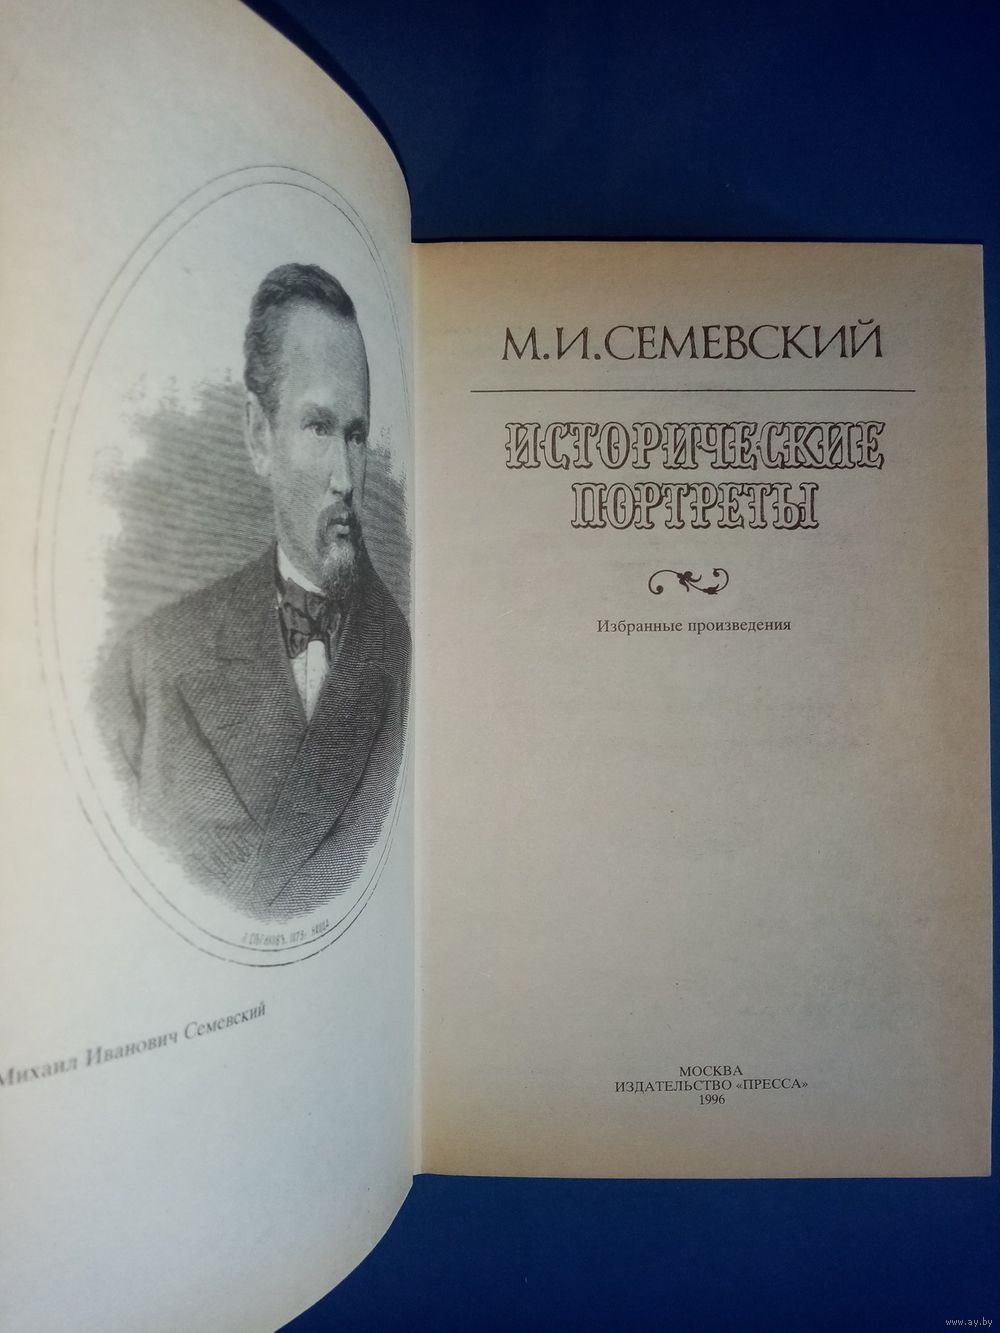 Михаил Иванович Семевский
М.И.СЕМЕВСКИЙ
ИСТОРИЧЕСКИЕ
ПОРТРЕТЫ
Избранные произведения
МОСКВА
ИЗДАТЕЛЬСТВО «ПРЕССА»
1996
www.ay.by